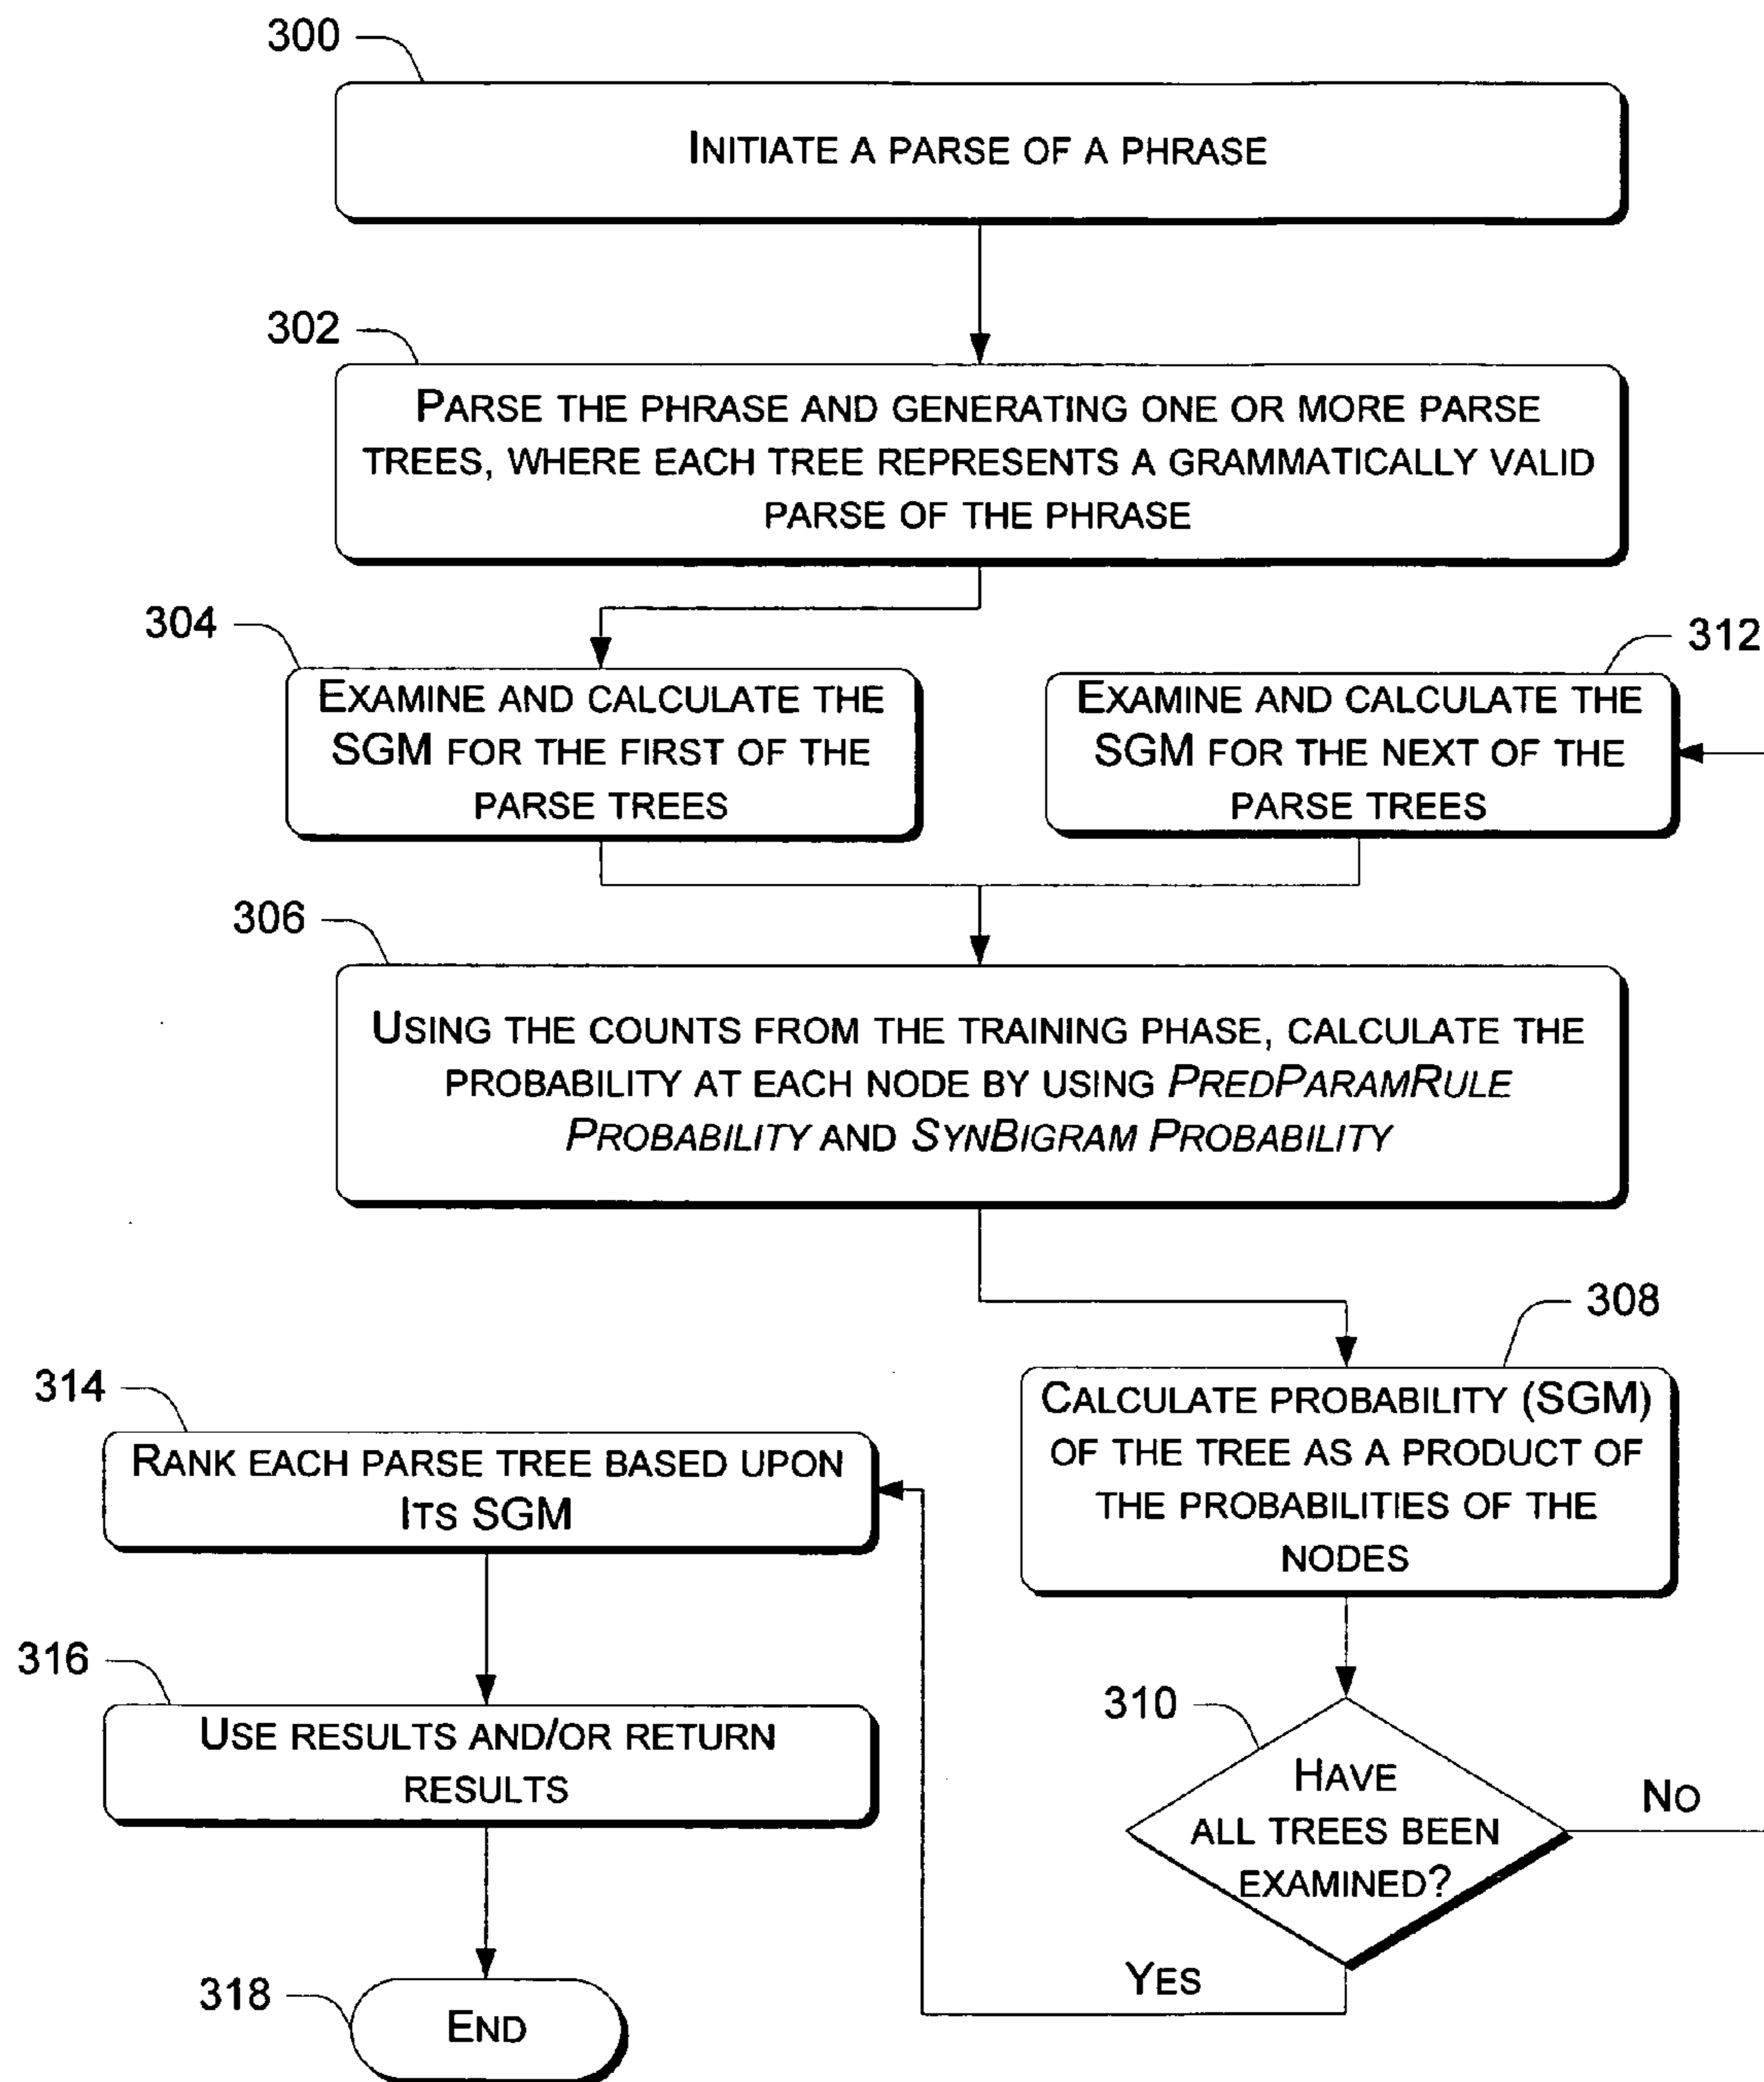 300
INITIATE A PARSE OF A PHRASE
302
PARSE THE PHRASE AND GENERATING ONE OR MORE PARSE
TREES, WHERE EACH TREE REPRESENTS A GRAMMATICALLY VALID
PARSE OF THE PHRASE
304
EXAMINE AND CALCULATE THE
SGM FOR THE FIRST OF THE
PARSE TREES
312
EXAMINE AND CALCULATE THE
SGM FOR THE NEXT OF THE
PARSE TREES
306
USING THE COUNTS FROM THE TRAINING PHASE, CALCULATE THE
PROBABILITY AT EACH NODE BY USING PREDPARAMRULE
PROBABILITY AND SYNBIGRAM PROBABILITY
308
CALCULATE PROBABILITY (SGM)
OF THE TREE AS A PRODUCT OF
THE PROBABILITIES OF THE
NODES
310
HAVE
ALL TREES BEEN
EXAMINED?
NO
YES
314
RANK EACH PARSE TREE BASED UPON
ITS SGM
316
USE RESULTS AND/OR RETURN
RESULTS
318
END